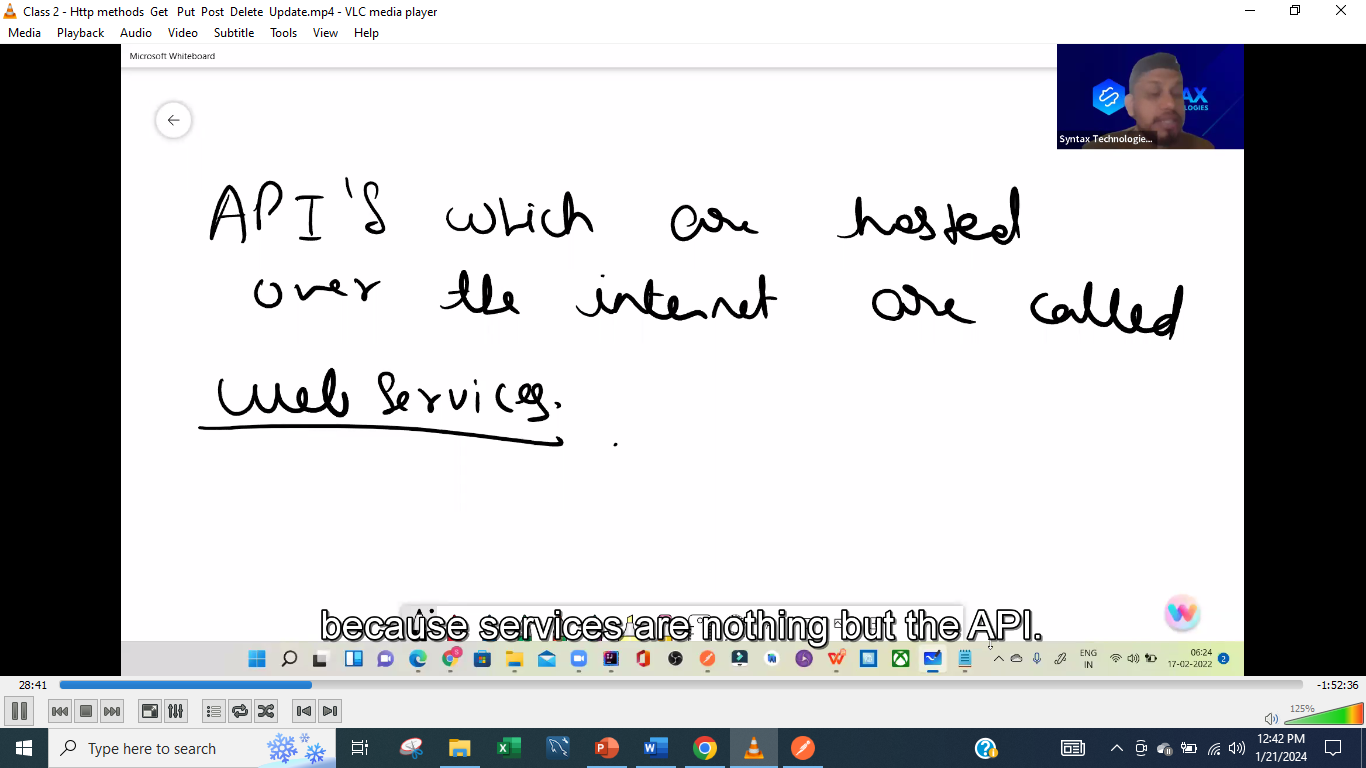 Class 2 - Http methods Get Put Post Delete Update.mp4 - VLC media player
Media Playback Audio Video Subtitle Tools View Help
Microsoft Whiteboard
AX
LOGIES
Syntax Technologie...
API's which are hosted
over the internet are called
Web Services.
because services are nothing but the API.
ENG
IN
06:24
17-02-2022
2
28:41
-1:52:36
125%
Type here to search
12:42 PM
1/21/2024